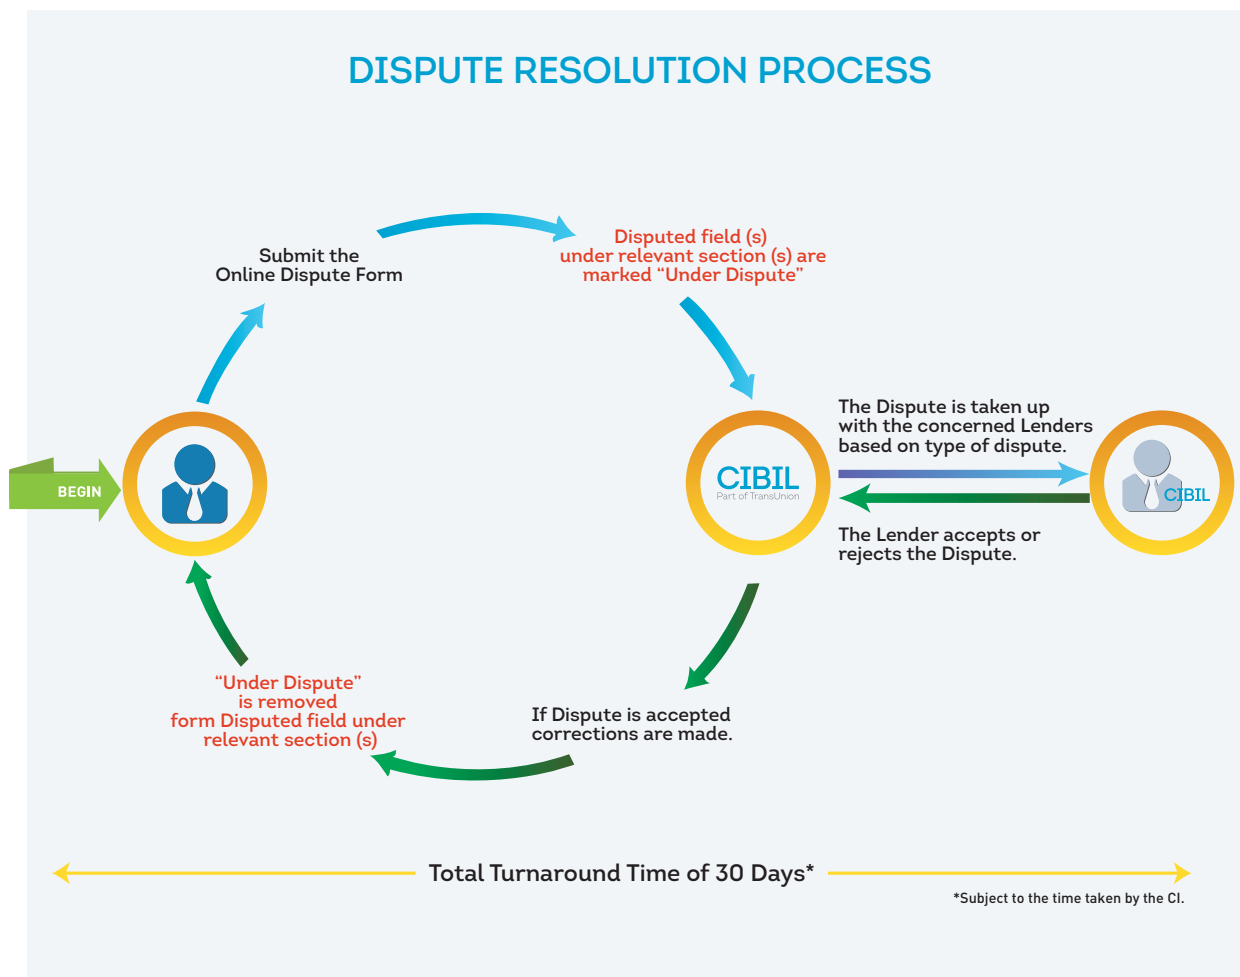 DISPUTE RESOLUTION PROCESS
Submit the
Online Dispute Form
Disputed field (s)
under relevant section (s) are
marked “Under Dispute”
BEGIN
CIBIL
Part of TransUnion
The Dispute is taken up
with the concerned Lenders
based on type of dispute.
CIBIL
The Lender accepts or
rejects the Dispute.
If Dispute is accepted
corrections are made.
“Under Dispute”
is removed
form Disputed field under
relevant section (s)
Total Turnaround Time of 30 Days*
*Subject to the time taken by the CI.